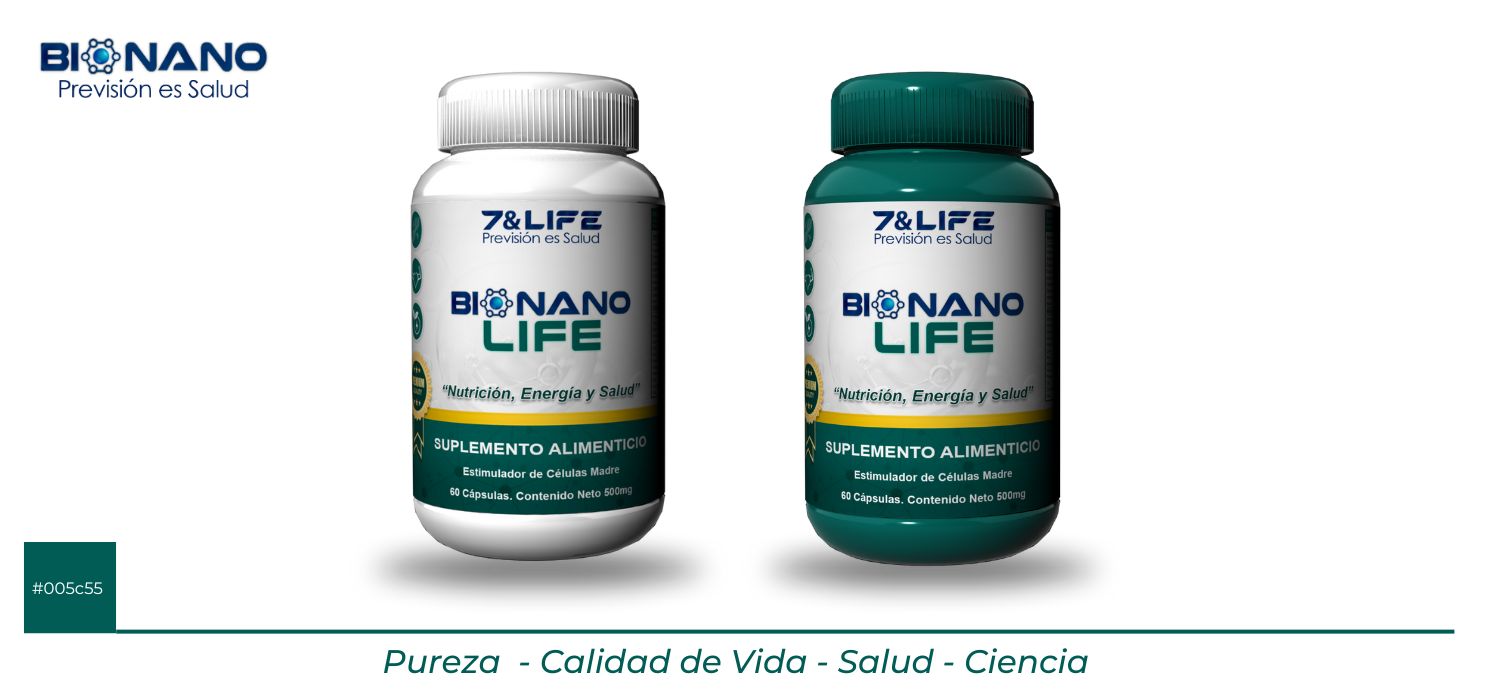 BIONANO
Previsión es Salud
7&LIFE
Previsión es Salud
BIONANO
LIFE
“Nutrición, Energía y Salud”
SUPLEMENTO ALIMENTICIO
Estimulador de Células Madre
60 Cápsulas. Contenido Neto 500mg
7&LIFE
Previsión es Salud
BIONANO
LIFE
“Nutrición, Energía y Salud”
SUPLEMENTO ALIMENTICIO
Estimulador de Células Madre
60 Cápsulas. Contenido Neto 500mg
#005c55
Pureza - Calidad de Vida - Salud - Ciencia